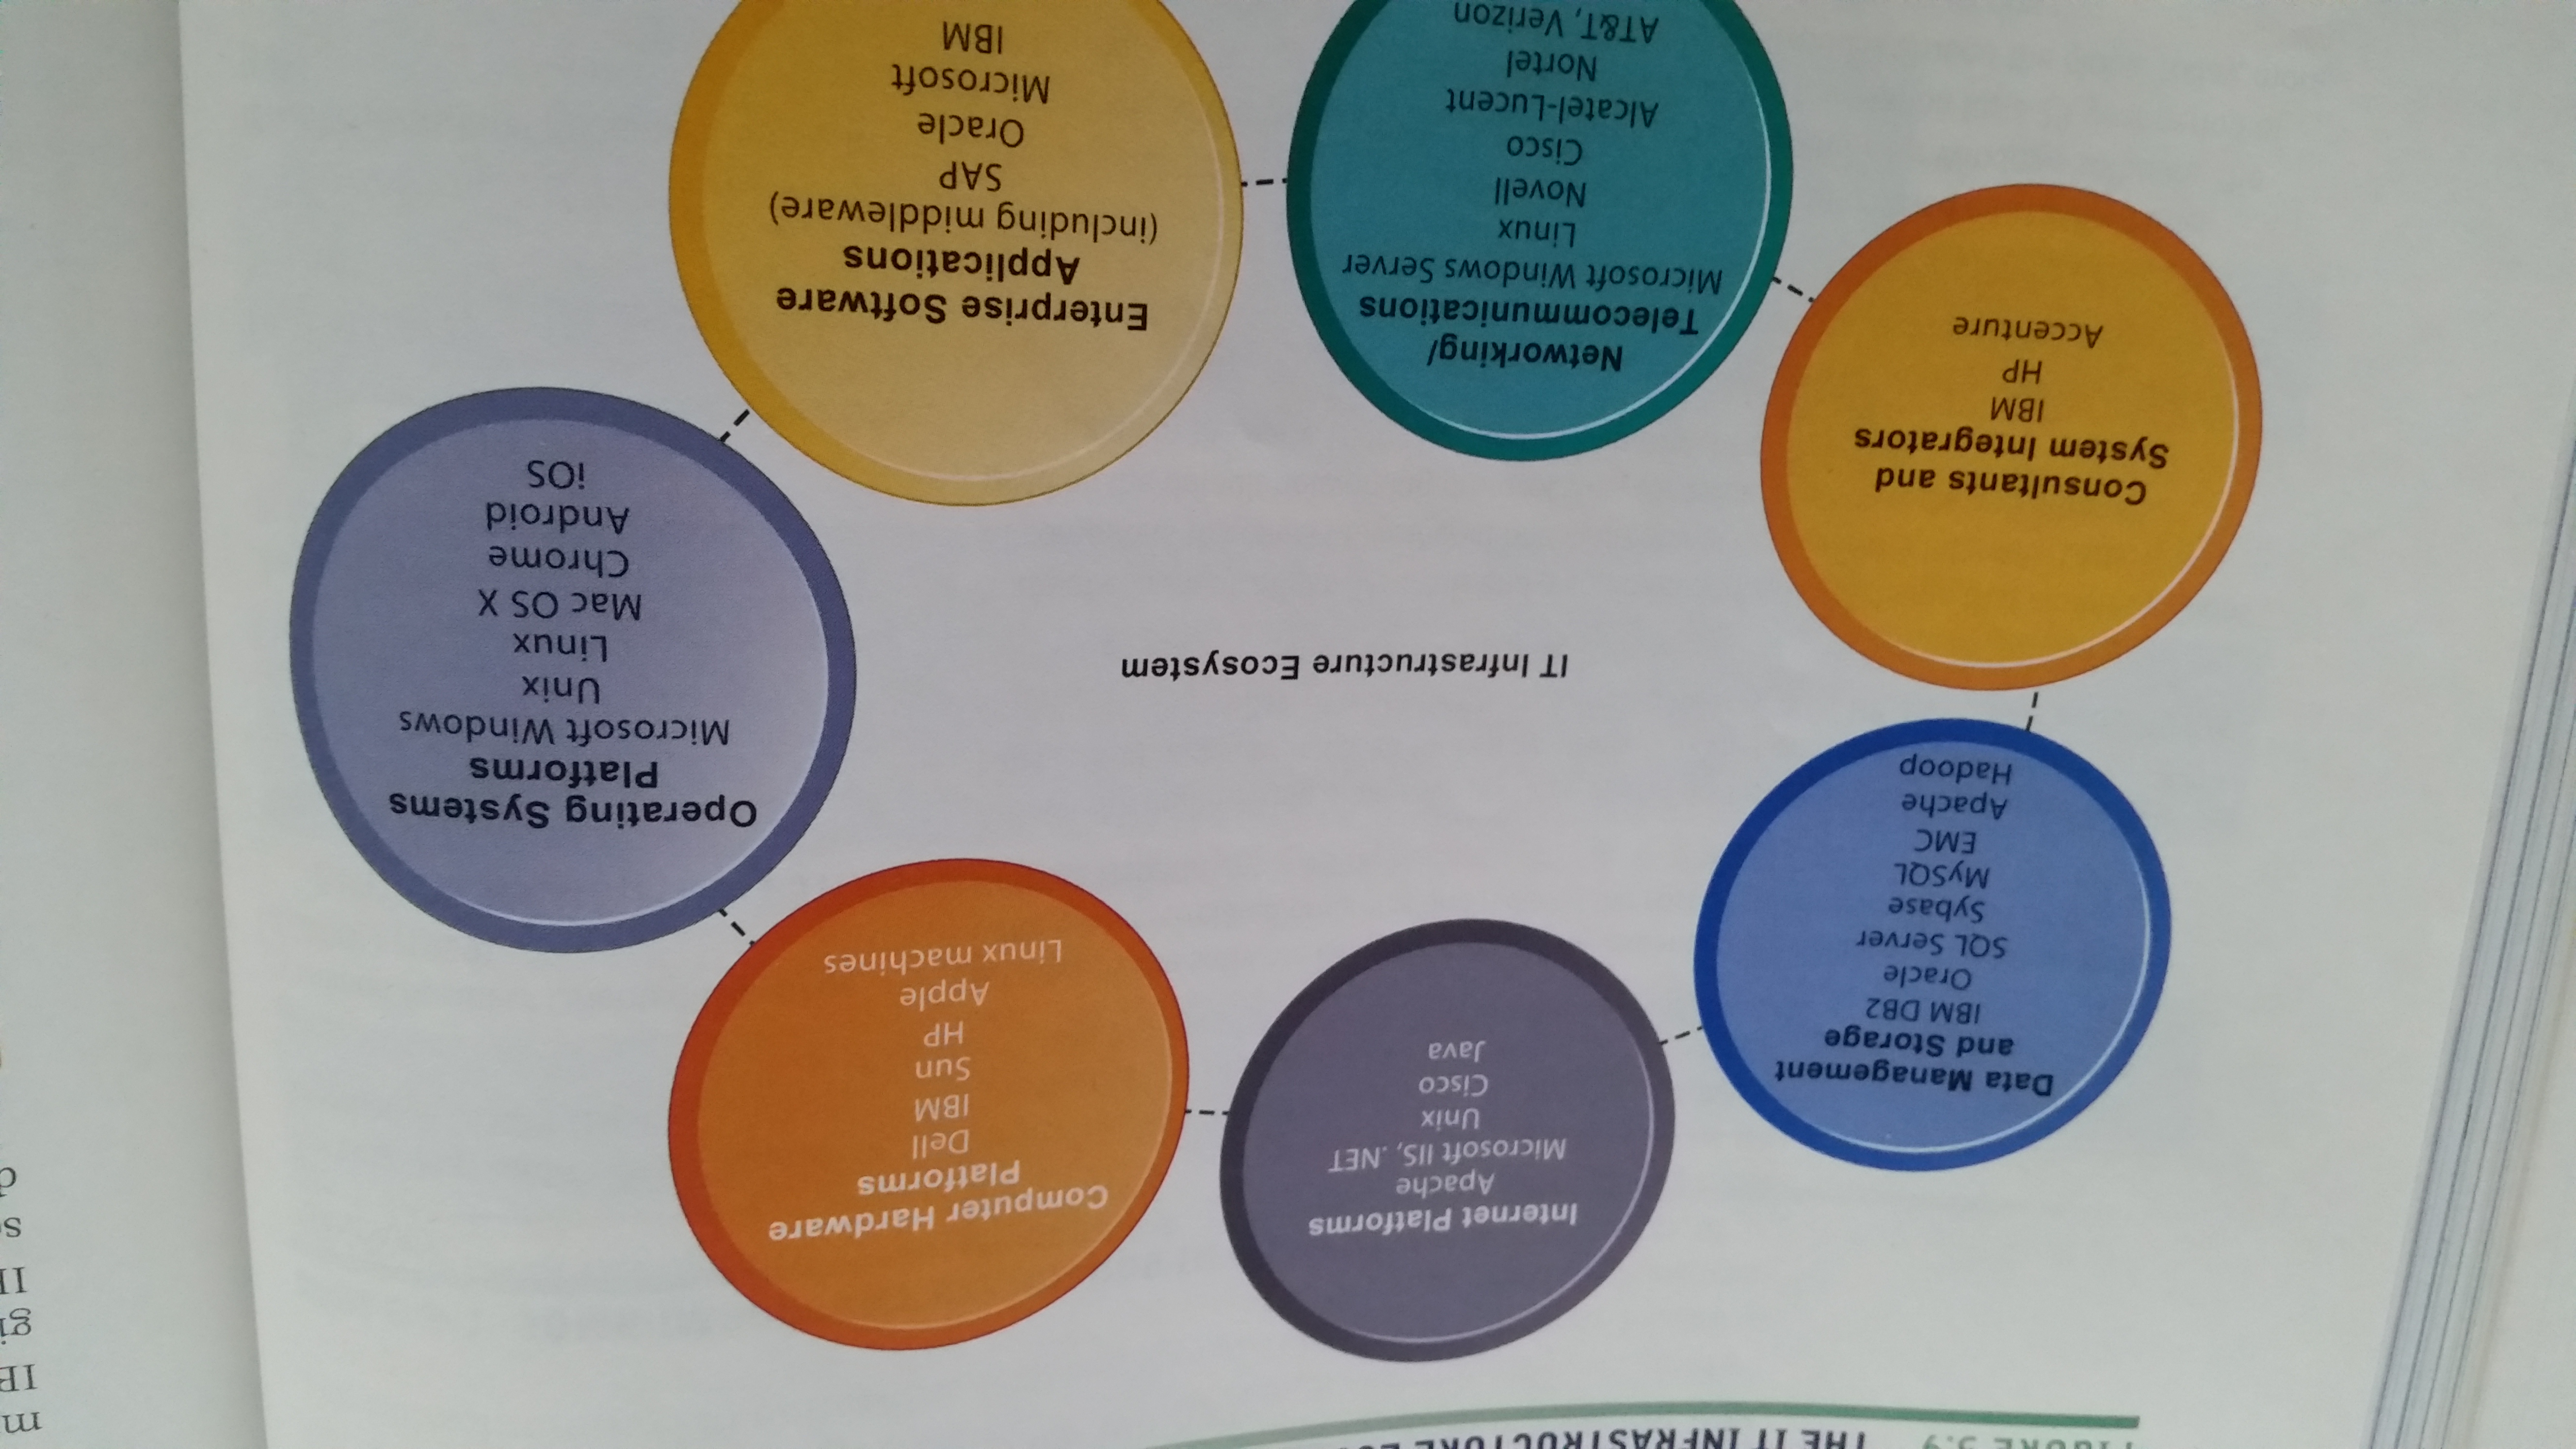 FIGURE 5.9 THE IT INFRASTRUCTURE
Internet Platforms
Apache
Microsoft IIS, .NET
Unix
Cisco
Java
Computer Hardware
Platforms
Dell
IBM
Sun
HP
Apple
Linux machines
Data Management
and Storage
IBM DB2
Oracle
SQL Server
Sybase
MySQL
EMC
Apache
Hadoop
Operating Systems
Platforms
Microsoft Windows
Unix
Linux
Mac OS X
Chrome
Android
iOS
IT Infrastructure Ecosystem
Consultants and
System Integrators
IBM
HP
Accenture
Networking/
Telecommunications
Microsoft Windows Server
Linux
Novell
Cisco
Alcatel-Lucent
Nortel
AT&T, Verizon
Enterprise Software
Applications
(including middleware)
SAP
Oracle
Microsoft
IBM